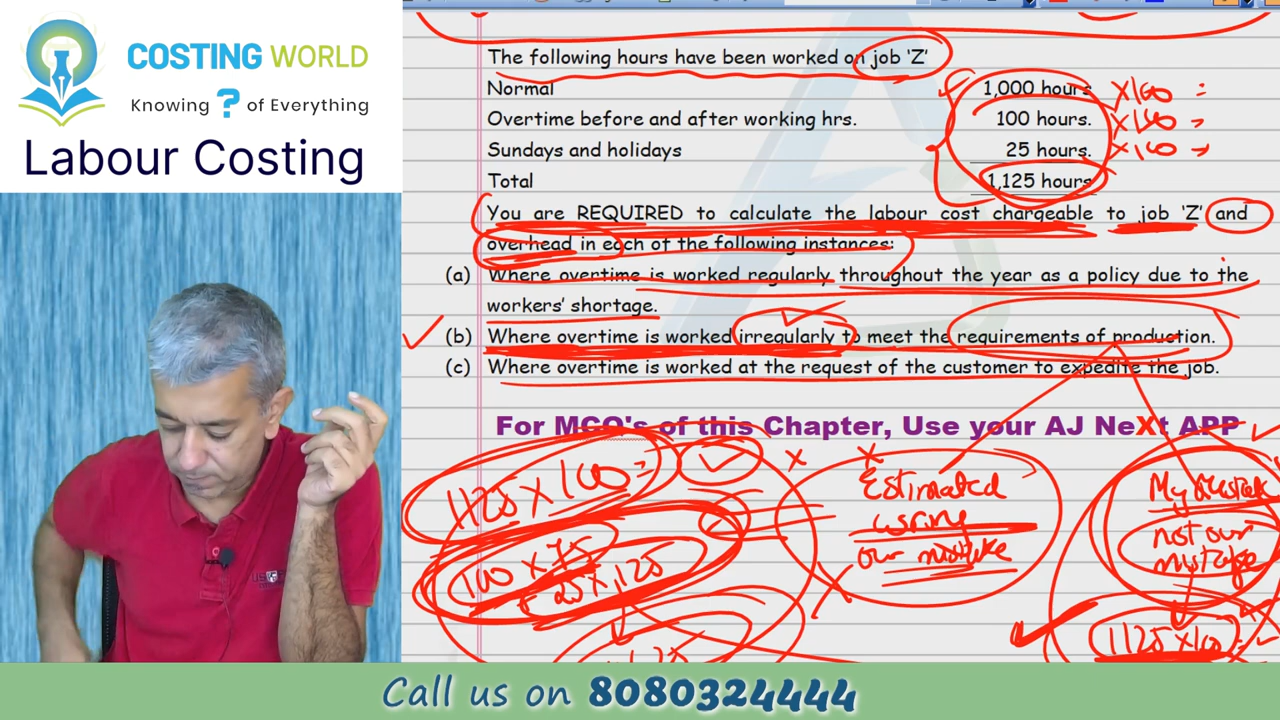 COSTING WORLD
Knowing ? of Everything
Labour Costing
The following hours have been worked on job 'Z'
Normal 1,000 hours ×100 =
Overtime before and after working hrs. 100 hours. ×100 =
Sundays and holidays 25 hours. ×100 =
Total 1,125 hours
You are REQUIRED to calculate the labour cost chargeable to job 'Z' and
overhead in each of the following instances:
(a) Where overtime is worked regularly throughout the year as a policy due to the
workers' shortage.
(b) Where overtime is worked irregularly to meet the requirements of production.
(c) Where overtime is worked at the request of the customer to expedite the job.
For MCQ's of this Chapter, Use your AJ NeXt APP
1125 × 100 =
100 × 75
+ 25 × 125
Estimated
wrong
our mistake
not our
mistake
1125 × 100 =
Call us on 8080324444